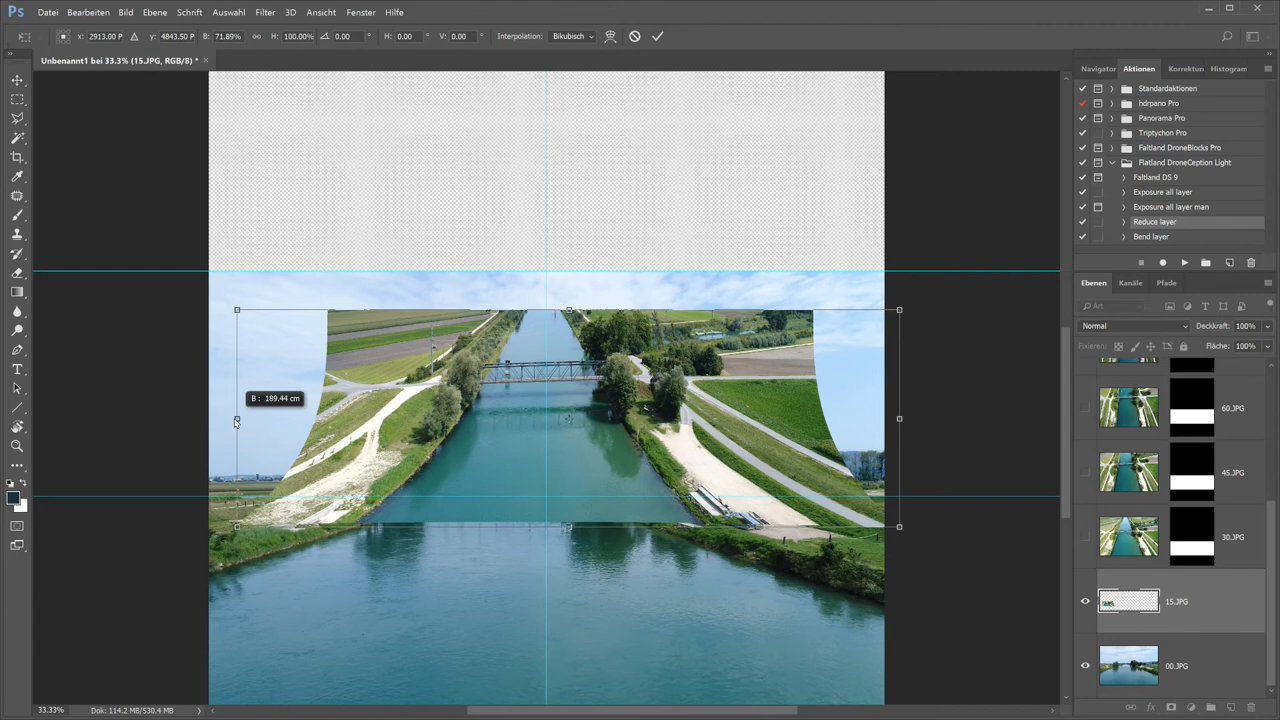 Ps Datei Bearbeiten Bild Ebene Schrift Auswahl Filter 3D Ansicht Fenster Hilfe
X: 2913.00 P Y: 4843.50 P B: 71.89% H: 100.00% 0.00 ° H: 0.00 ° V: 0.00 ° Interpolation: Bikubisch
Unbenannt1 bei 33.3% (15.JPG, RGB/8) * ×
Navigator Aktionen Korrektur Histogram
Standardaktionen
hdrpano Pro
Panorama Pro
Triptychon Pro
Faltland DroneBlocks Pro
Flatland DroneCeption Light
Faltland DS 9
Exposure all layer
Exposure all layer man
Reduce layer
Bend layer
Ebenen Kanäle Pfade
Art
Normal Deckkraft: 100%
Fixieren: Fläche: 100%
B : 189.44 cm
60.JPG
45.JPG
30.JPG
15.JPG
00.JPG
33.33% Dok: 114.2 MB/530.4 MB